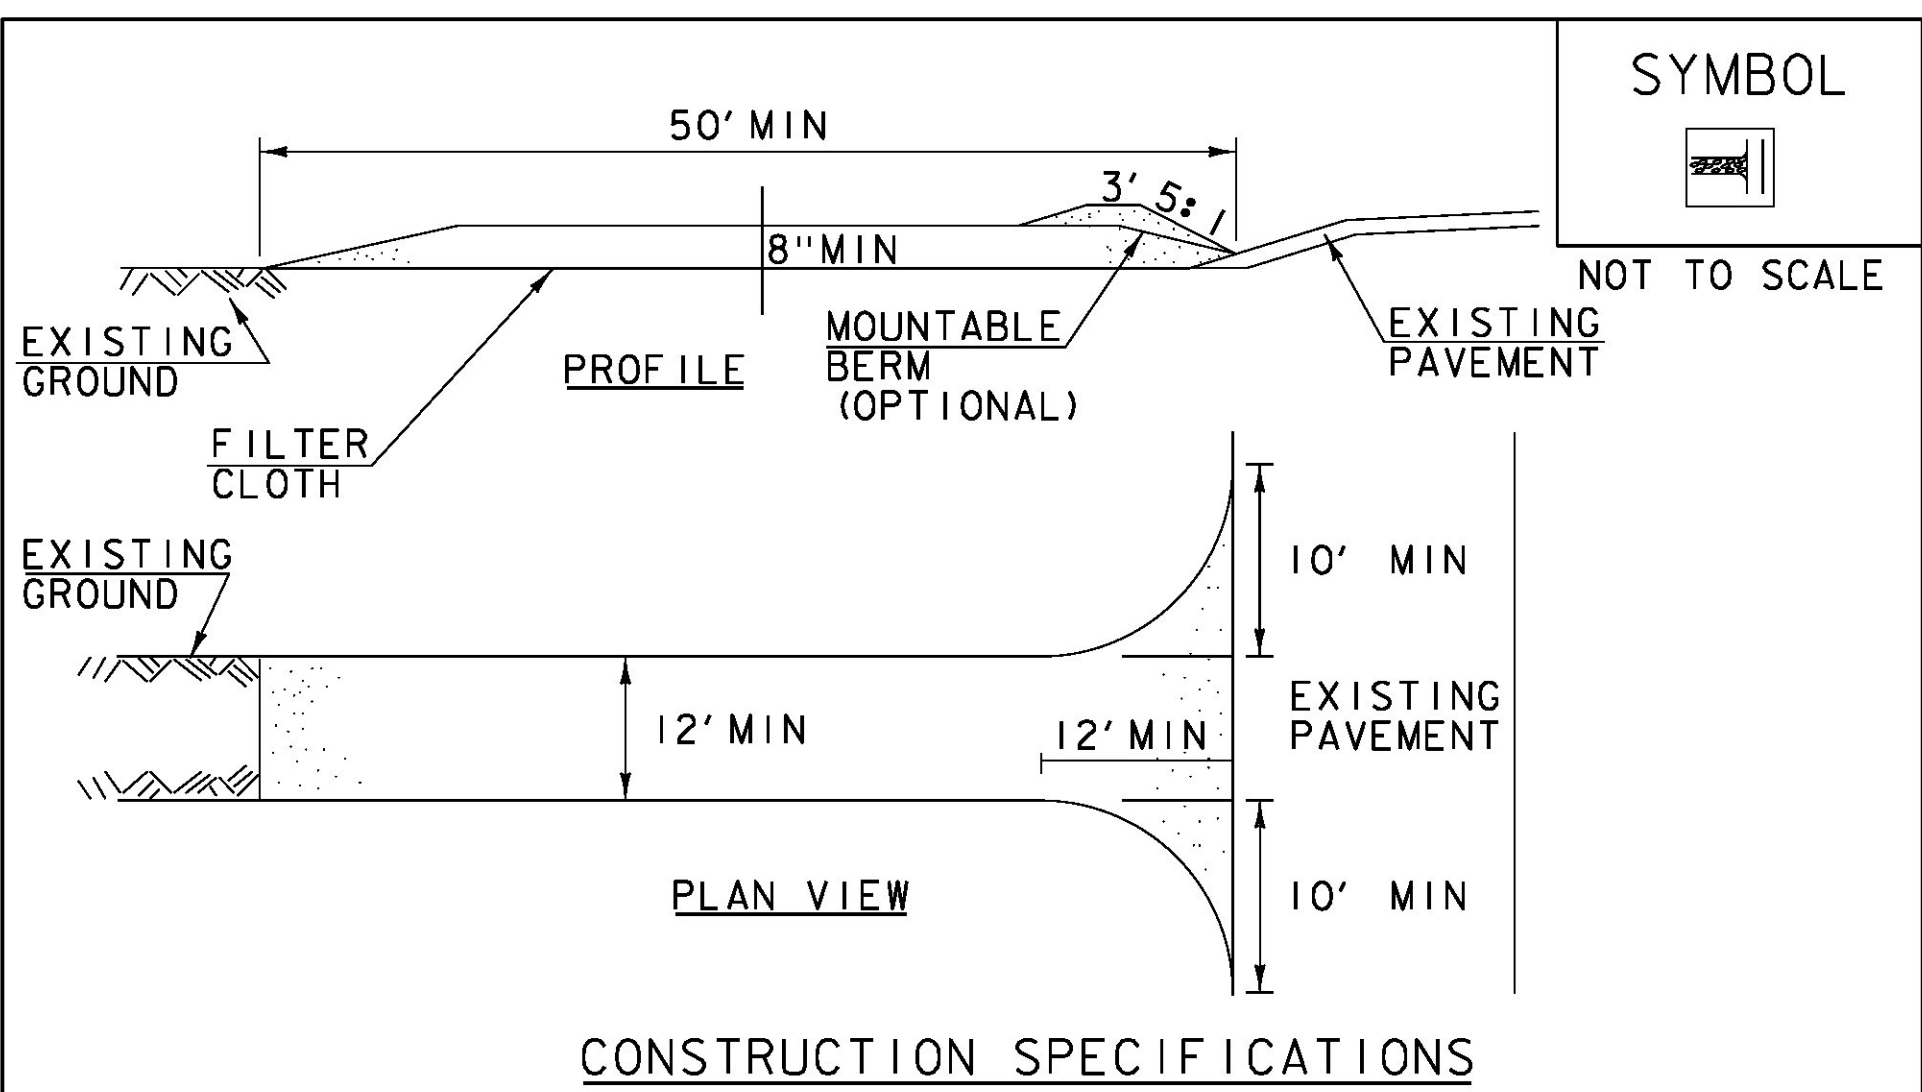 SYMBOL
50' MIN
3' 5:1
8" MIN
NOT TO SCALE
EXISTING
GROUND
PROFILE
MOUNTABLE
BERM
(OPTIONAL)
EXISTING
PAVEMENT
FILTER
CLOTH
EXISTING
GROUND
10' MIN
12' MIN
12' MIN
EXISTING
PAVEMENT
PLAN VIEW
10' MIN
CONSTRUCTION SPECIFICATIONS